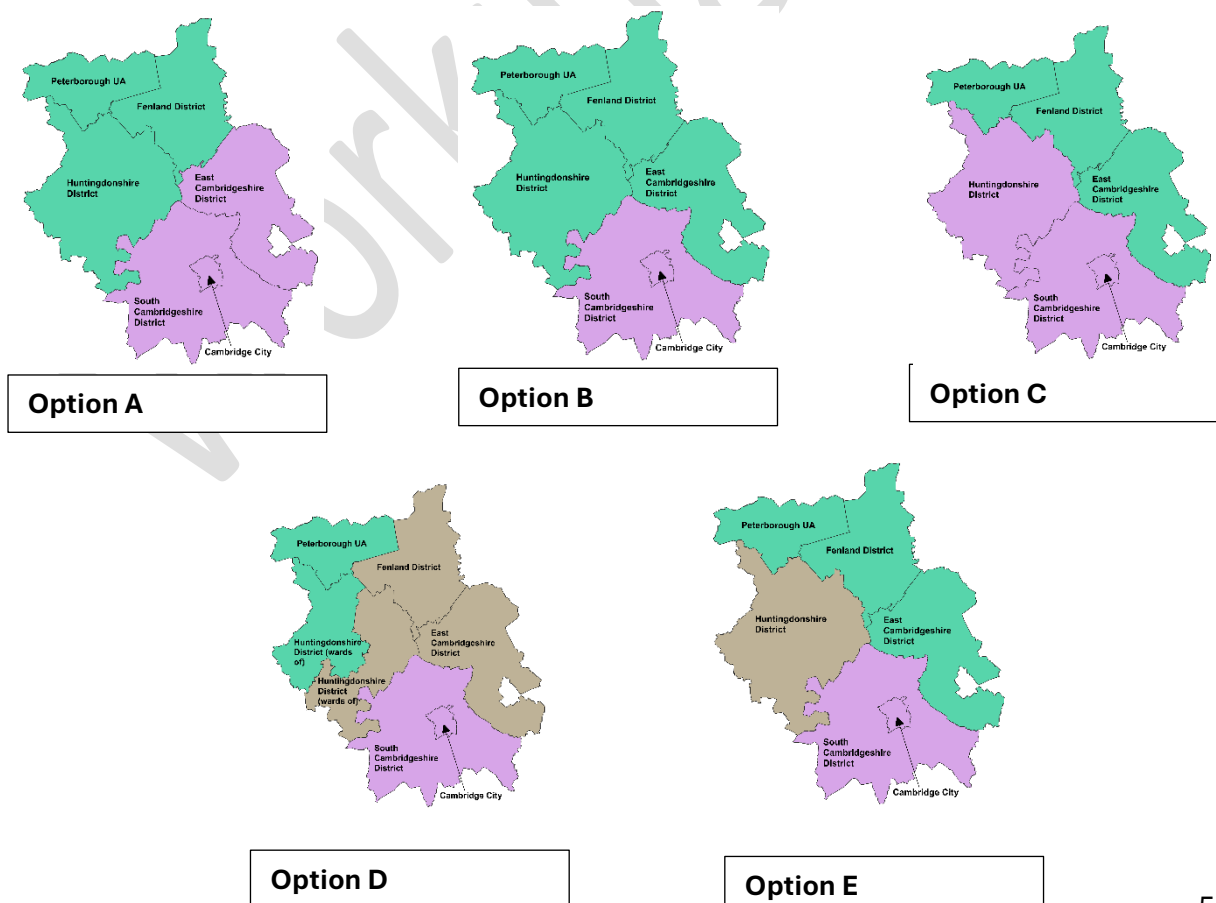 Peterborough UA
Fenland District
Huntingdonshire
District
East
Cambridgeshire
District
South
Cambridgeshire
District
Cambridge City
Option A
Peterborough UA
Fenland District
Huntingdonshire
District
East
Cambridgeshire
District
South
Cambridgeshire
District
Cambridge City
Option B
Peterborough UA
Fenland District
Huntingdonshire
District
East
Cambridgeshire
District
South
Cambridgeshire
District
Cambridge City
Option C
Peterborough UA
Fenland District
Huntingdonshire
District (wards
of)
East
Cambridgeshire
District
Huntingdonshire
District
(wards of)
South
Cambridgeshire
District
Cambridge City
Option D
Peterborough UA
Fenland District
Huntingdonshire
District
East
Cambridgeshire
District
South
Cambridgeshire
District
Cambridge City
Option E